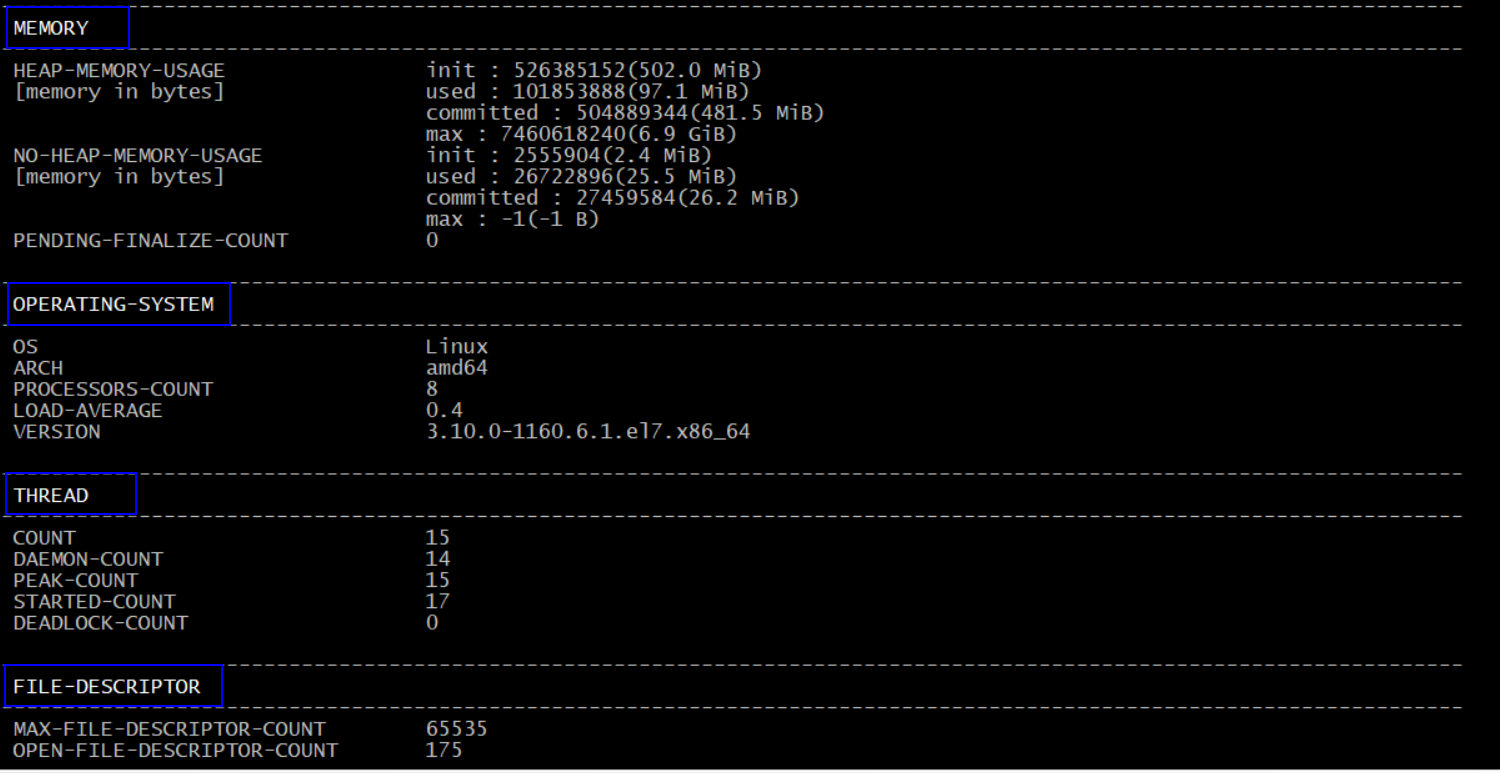 MEMORY
HEAP-MEMORY-USAGE init : 526385152(502.0 MiB)
[memory in bytes] used : 101853888(97.1 MiB)
committed : 504889344(481.5 MiB)
max : 7460618240(6.9 GiB)
NO-HEAP-MEMORY-USAGE init : 2555904(2.4 MiB)
[memory in bytes] used : 26722896(25.5 MiB)
committed : 27459584(26.2 MiB)
max : -1(-1 B)
PENDING-FINALIZE-COUNT 0
OPERATING-SYSTEM
OS Linux
ARCH amd64
PROCESSORS-COUNT 8
LOAD-AVERAGE 0.4
VERSION 3.10.0-1160.6.1.el7.x86_64
THREAD
COUNT 15
DAEMON-COUNT 14
PEAK-COUNT 15
STARTED-COUNT 17
DEADLOCK-COUNT 0
FILE-DESCRIPTOR
MAX-FILE-DESCRIPTOR-COUNT 65535
OPEN-FILE-DESCRIPTOR-COUNT 175